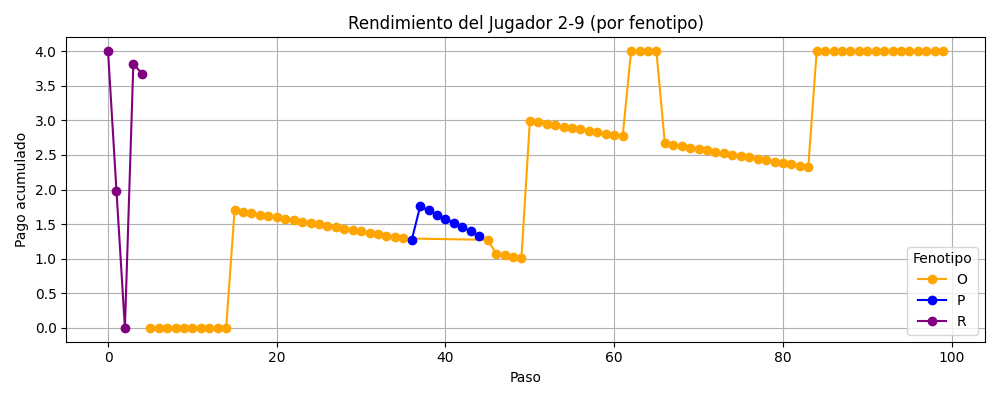 Rendimiento del Jugador 2-9 (por fenotipo)
Pago acumulado
4.0
3.5
3.0
2.5
2.0
1.5
1.0
0.5
0.0
0 20 40 60 80 100
Paso
Fenotipo
O
P
R